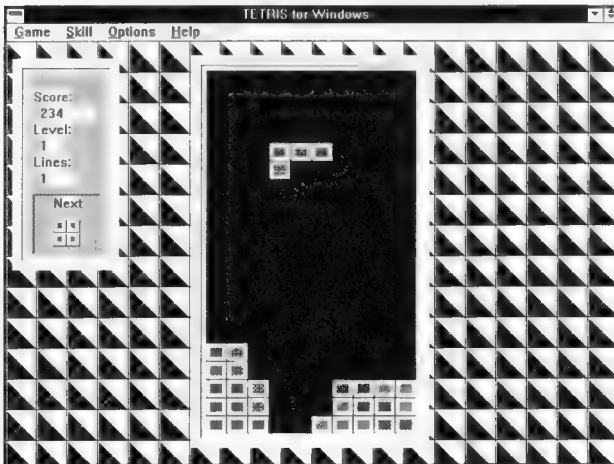 TETRIS for Windows
Game Skill Options Help
Score:
234
Level:
1
Lines:
1
Next